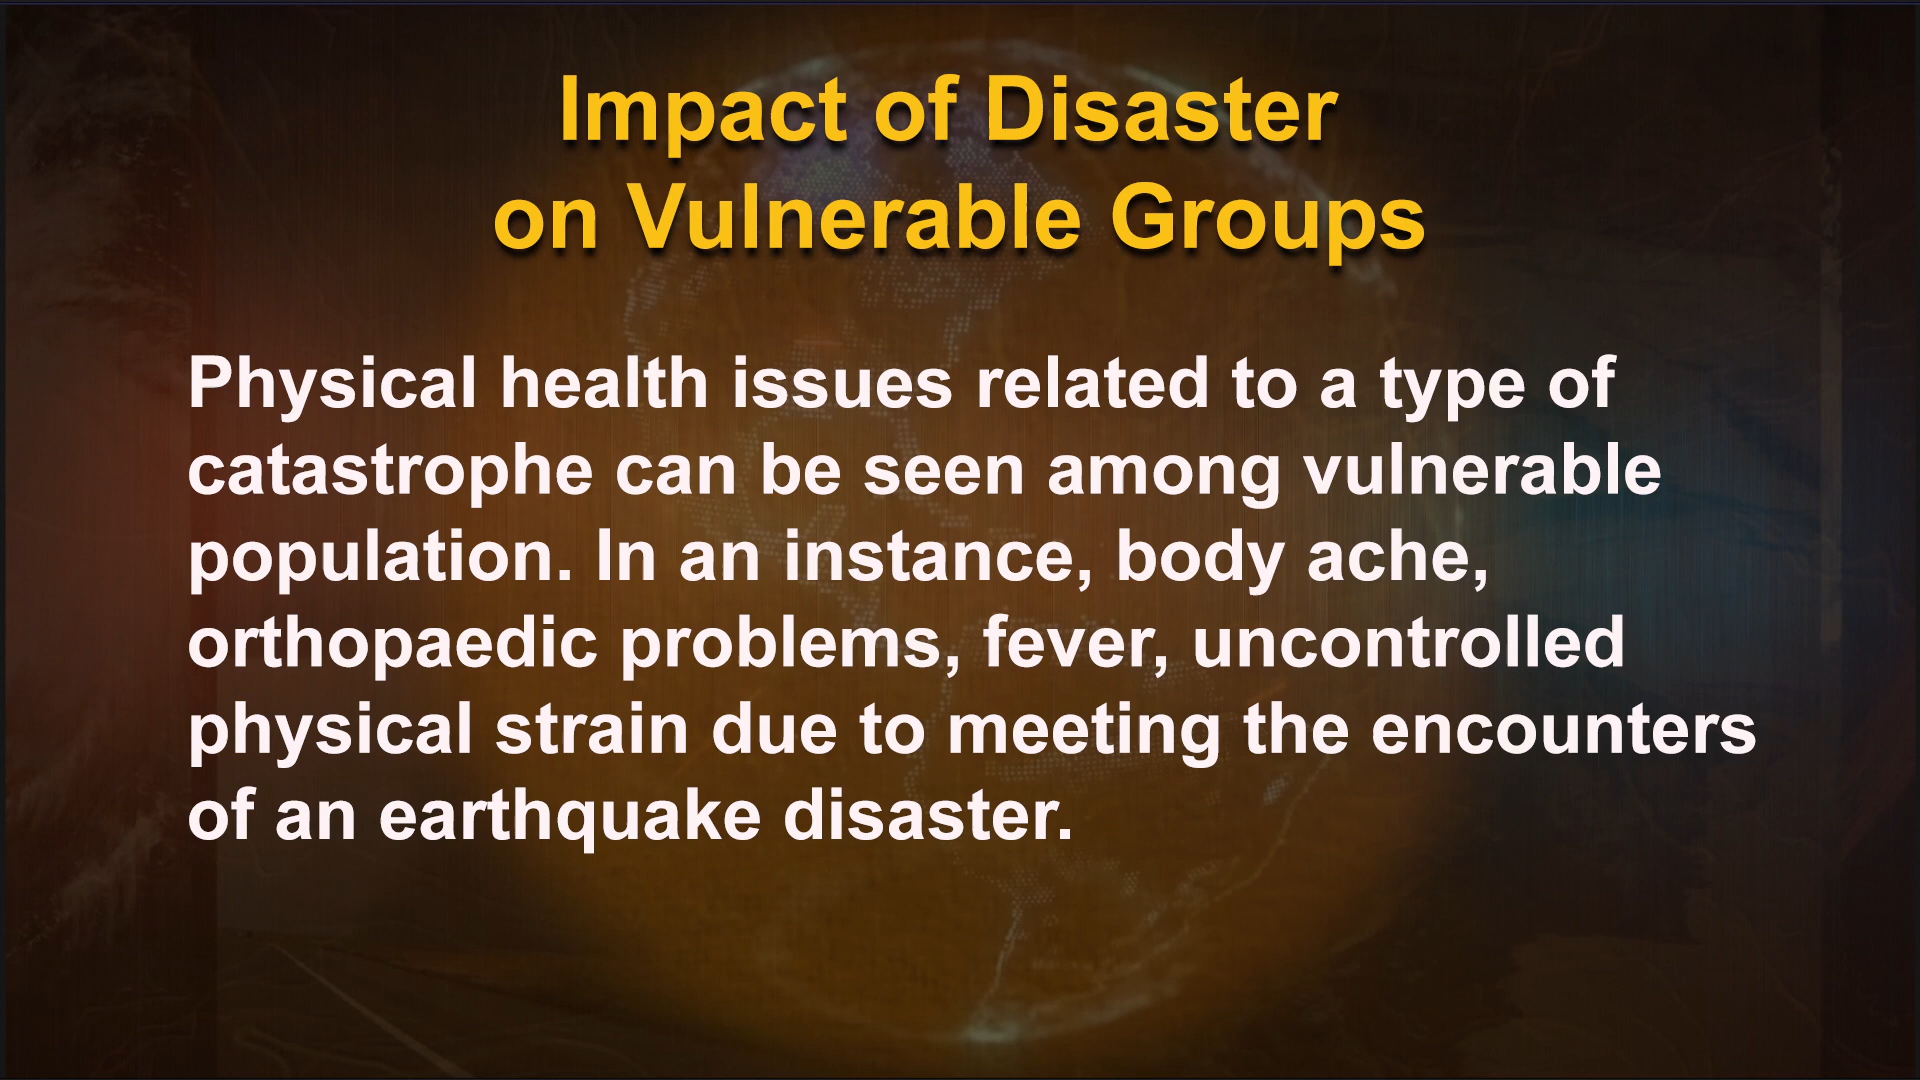 Impact of Disaster
on Vulnerable Groups
Physical health issues related to a type of
catastrophe can be seen among vulnerable
population. In an instance, body ache,
orthopaedic problems, fever, uncontrolled
physical strain due to meeting the encounters
of an earthquake disaster.